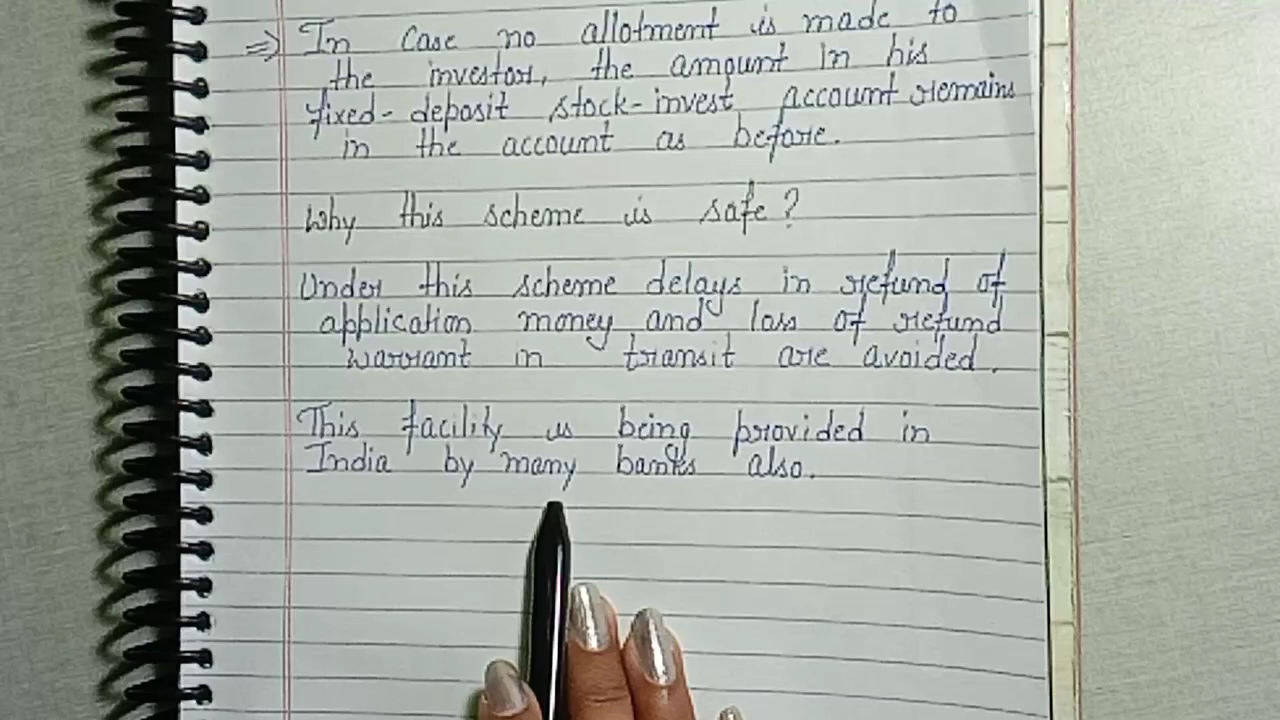 ⇒ In case no allotment is made to
the investor, the amount in his
fixed-deposit stock-invest account remains
in the account as before.
Why this scheme is safe?
Under this scheme delays in refund of
application money and loss of refund
warrant in transit are avoided.
This facility is being provided in
India by many banks also.